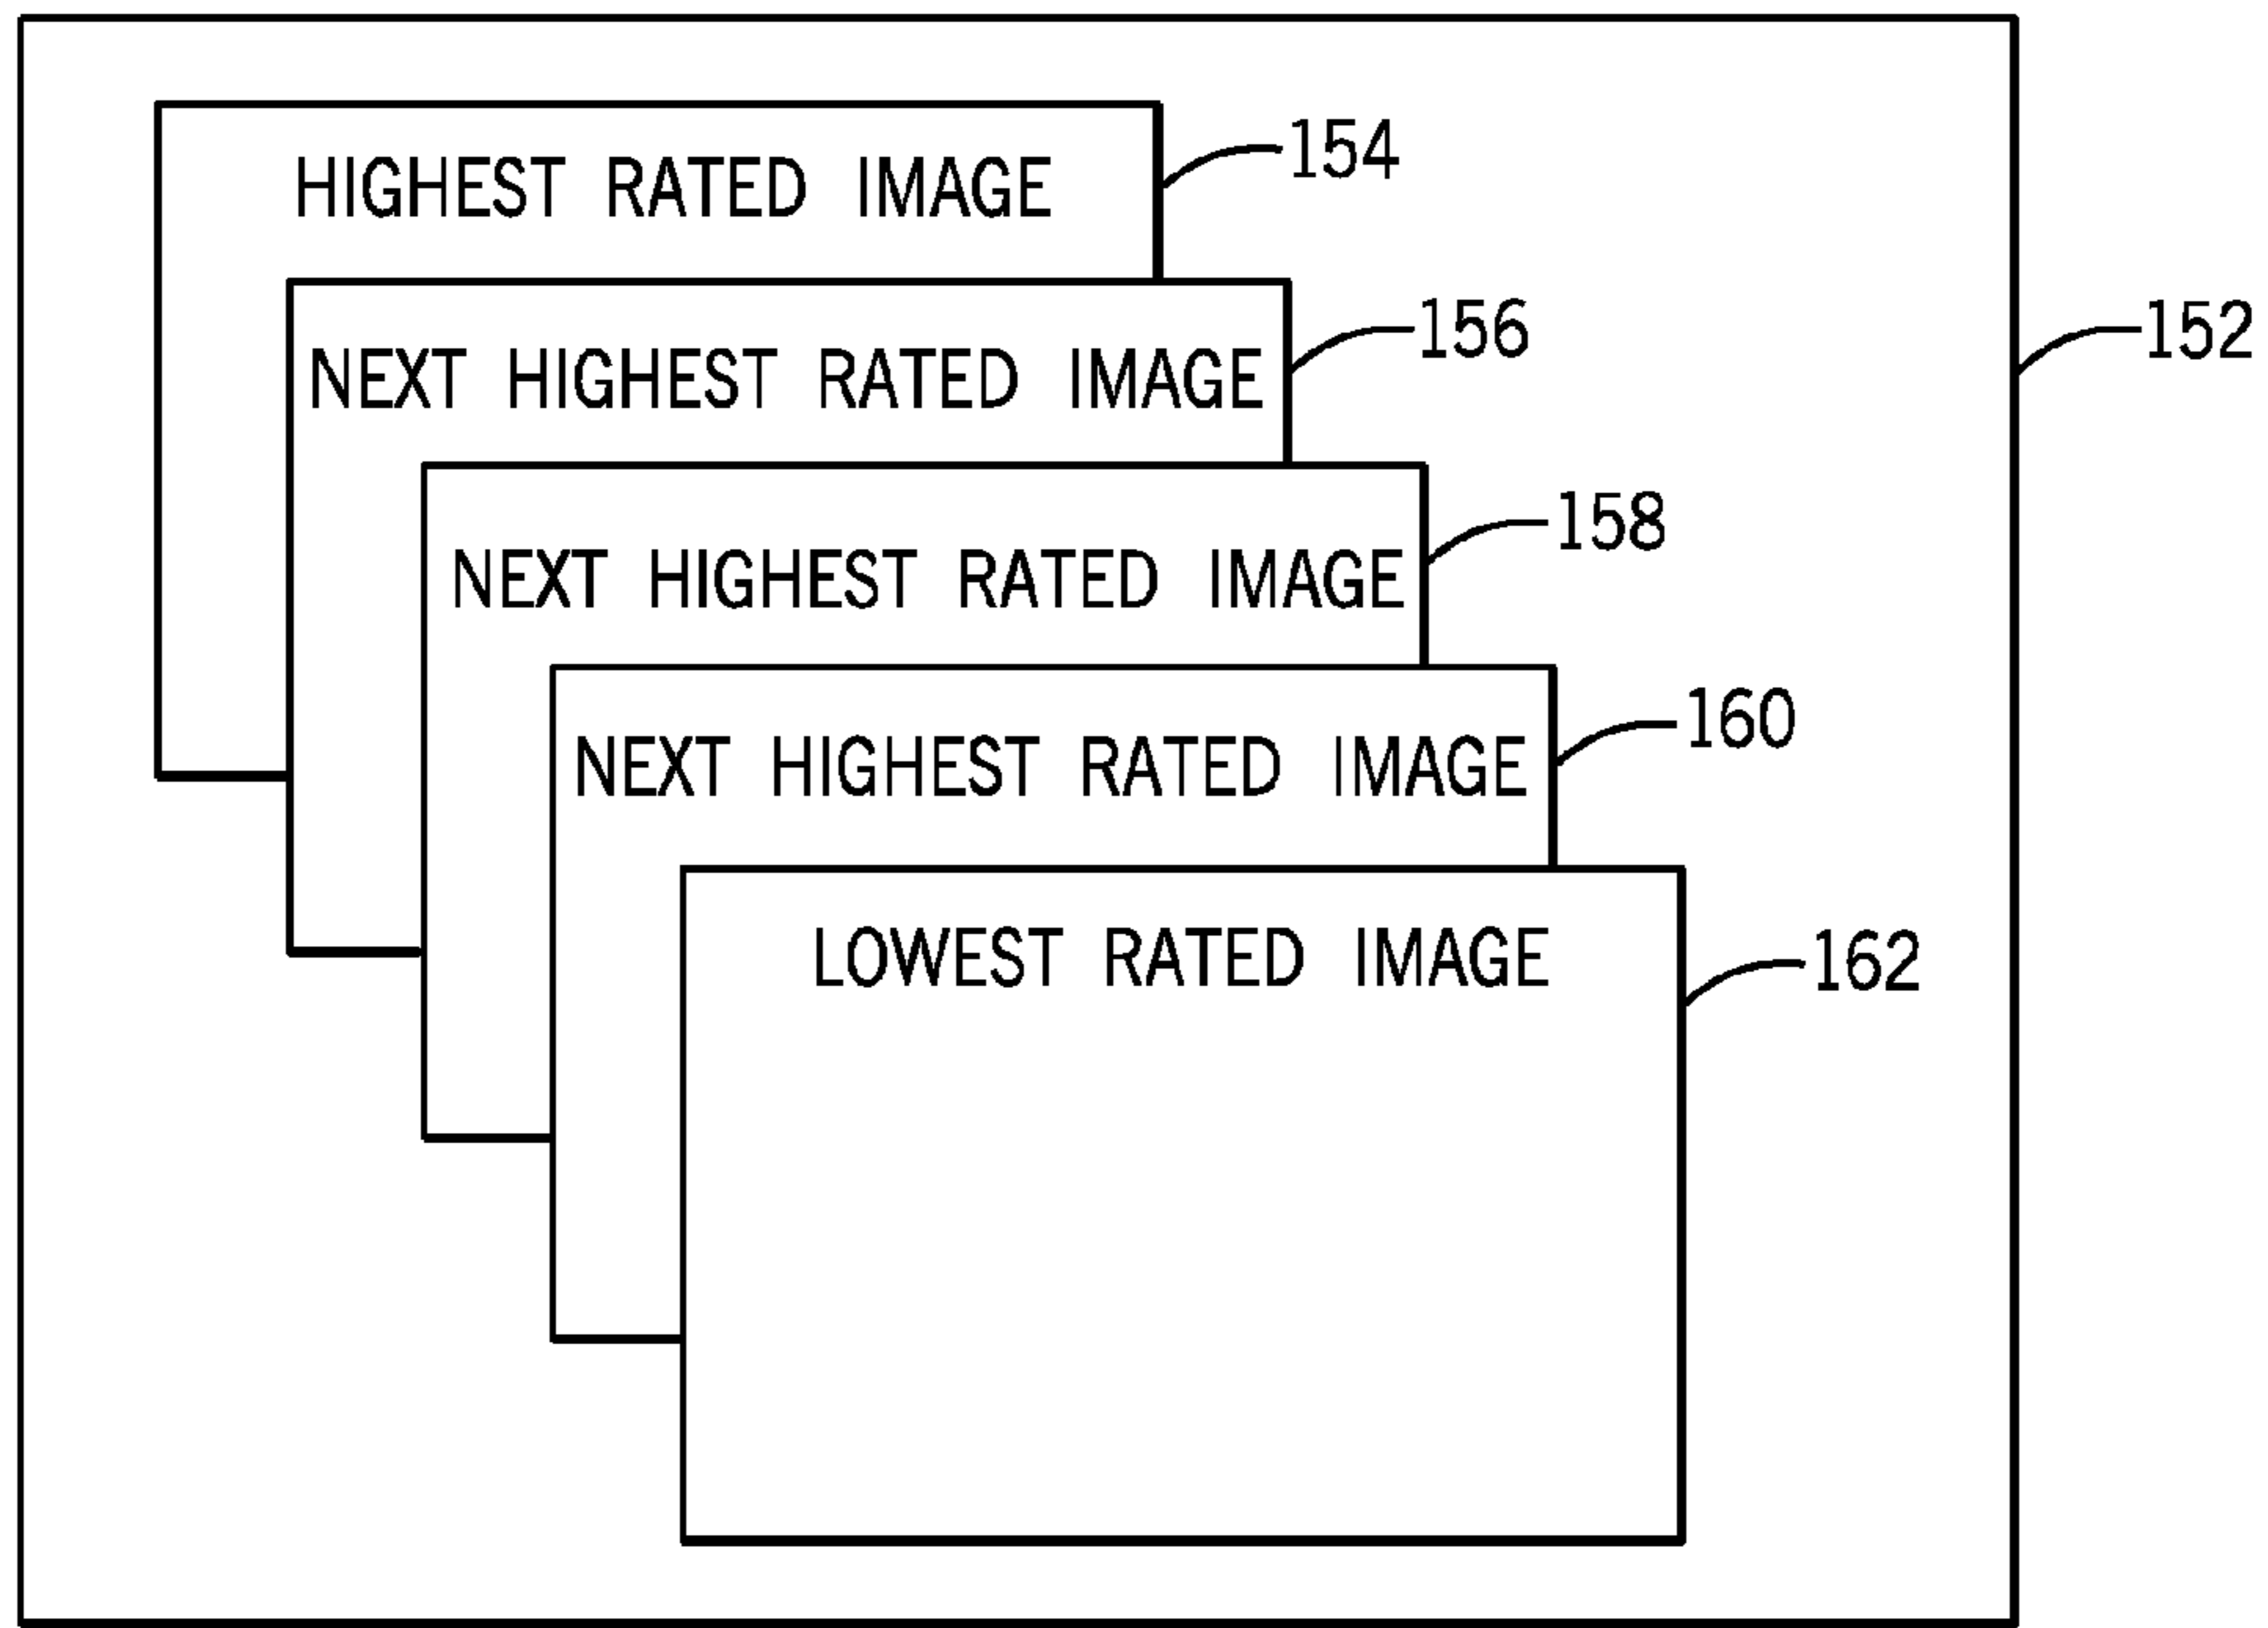 HIGHEST RATED IMAGE
154
NEXT HIGHEST RATED IMAGE
156
152
NEXT HIGHEST RATED IMAGE
158
NEXT HIGHEST RATED IMAGE
160
LOWEST RATED IMAGE
162